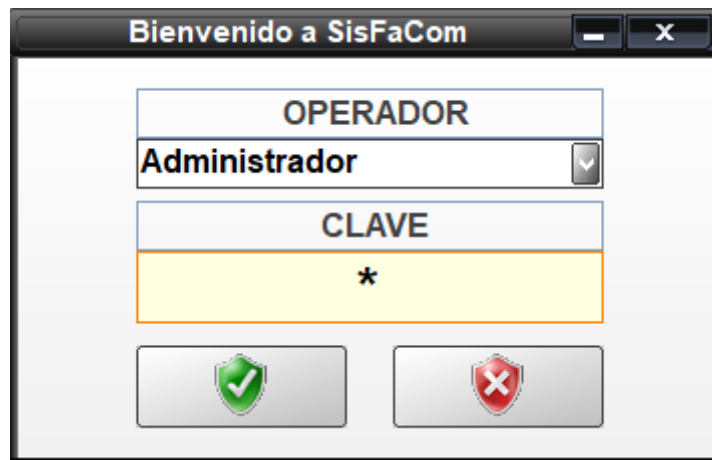 Bienvenido a SisFaCom
OPERADOR
Administrador
CLAVE
*